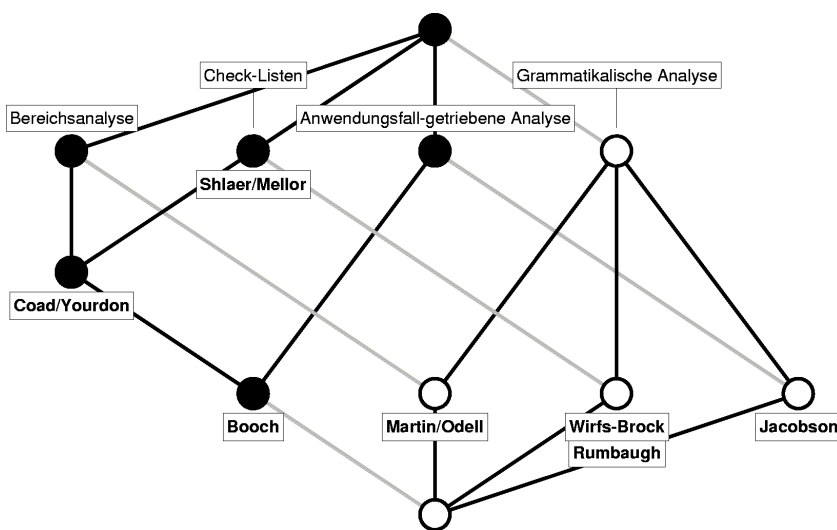 Check-Listen
Grammatikalische Analyse
Bereichsanalyse
Anwendungsfall-getriebene Analyse
Shlaer/Mellor
Coad/Yourdon
Booch
Martin/Odell
Wirfs-Brock
Jacobson
Rumbaugh